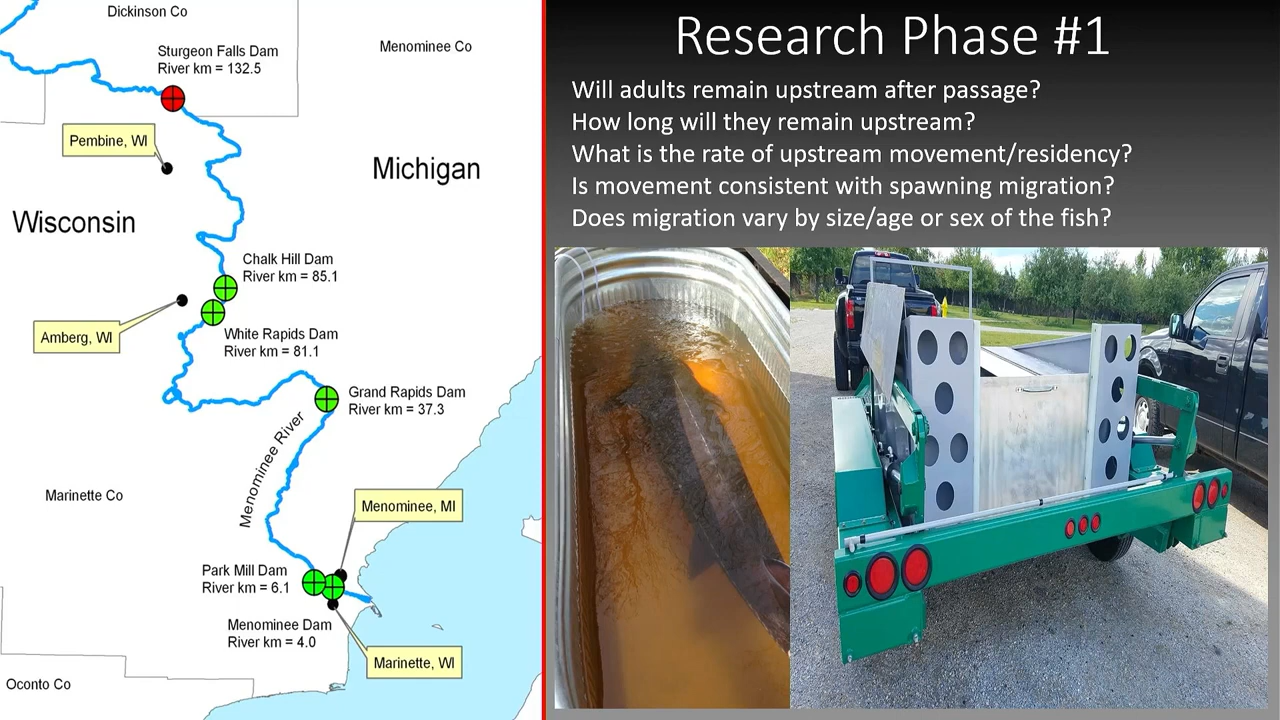 Dickinson Co
Sturgeon Falls Dam
River km = 132.5
Menominee Co
Pembine, WI
Michigan
Wisconsin
Chalk Hill Dam
River km = 85.1
Amberg, WI
White Rapids Dam
River km = 81.1
Grand Rapids Dam
River km = 37.3
Menominee River
Marinette Co
Menominee, MI
Park Mill Dam
River km = 6.1
Menominee Dam
River km = 4.0
Marinette, WI
Oconto Co
Research Phase #1
Will adults remain upstream after passage?
How long will they remain upstream?
What is the rate of upstream movement/residency?
Is movement consistent with spawning migration?
Does migration vary by size/age or sex of the fish?